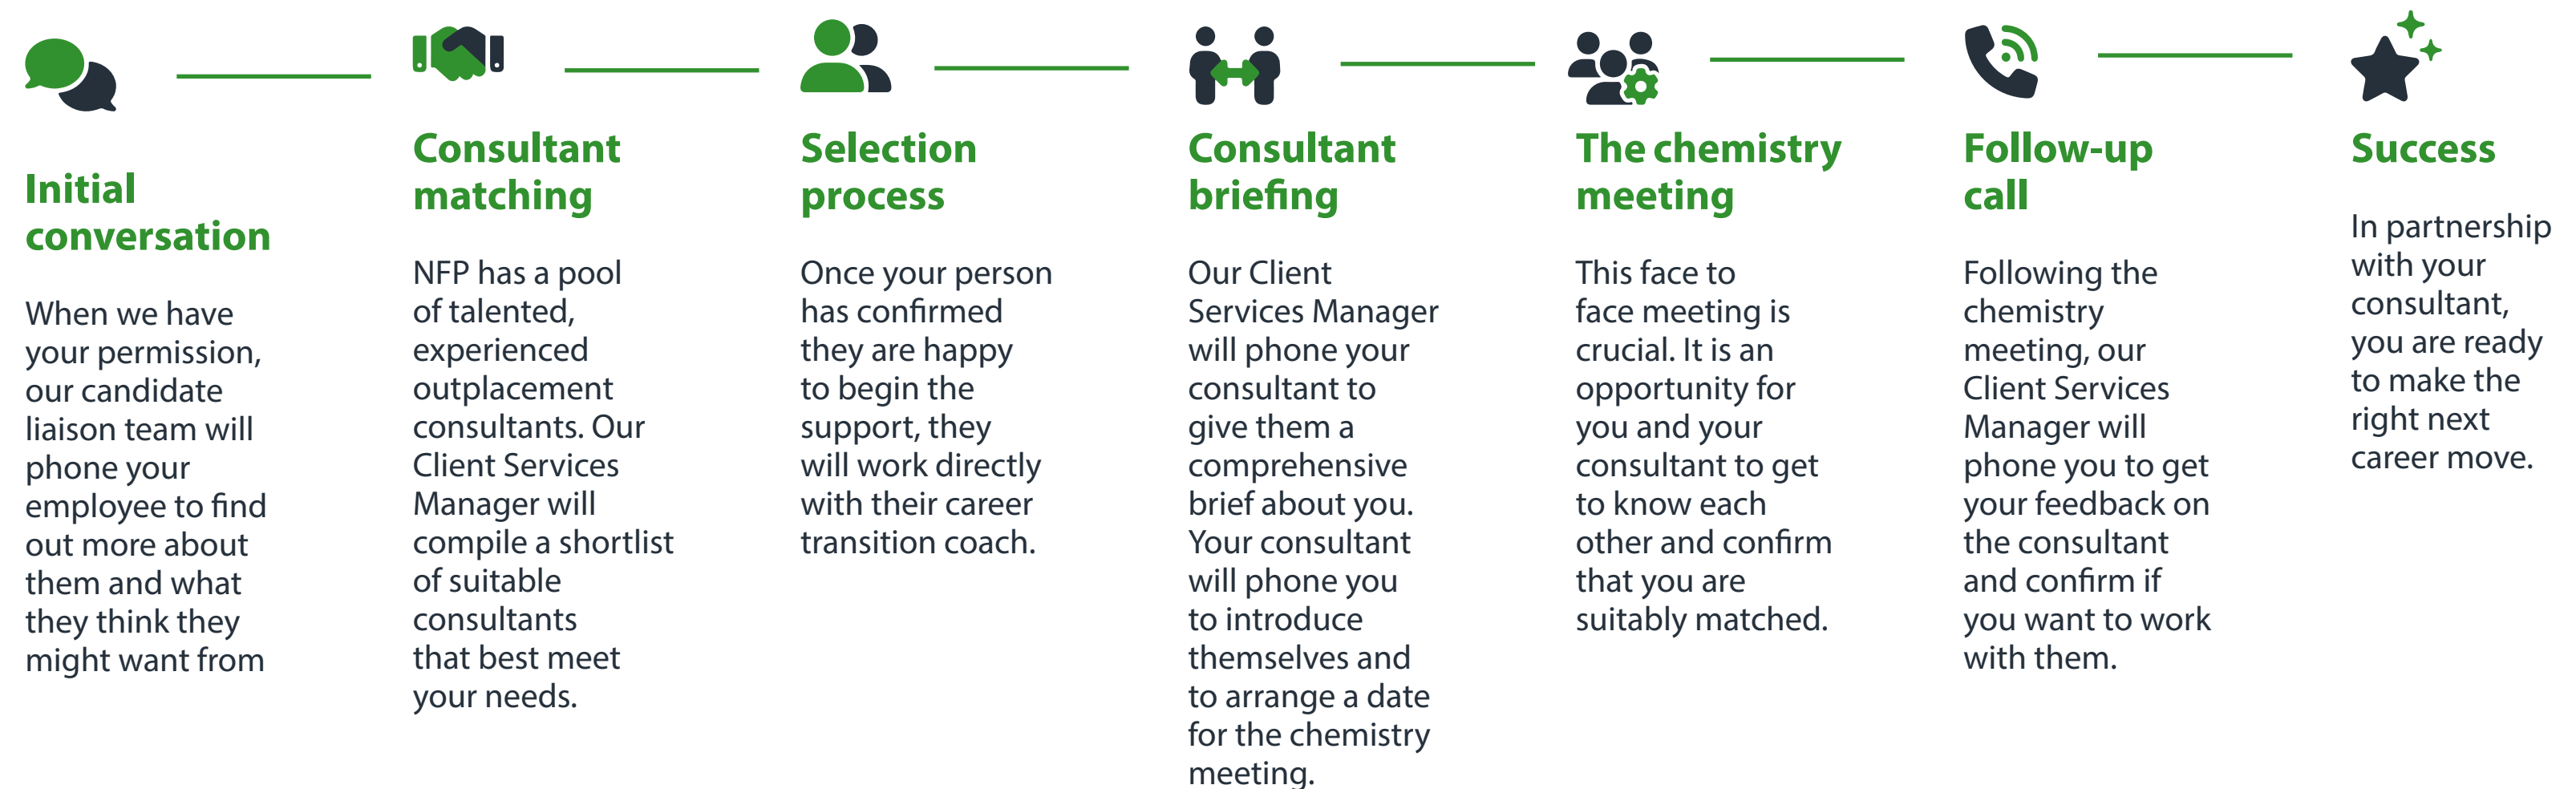 Initial
conversation
When we have
your permission,
our candidate
liaison team will
phone your
employee to find
out more about
them and what
they think they
might want from
Consultant
matching
NFP has a pool
of talented,
experienced
outplacement
consultants. Our
Client Services
Manager will
compile a shortlist
of suitable
consultants
that best meet
your needs.
Selection
process
Once your person
has confirmed
they are happy
to begin the
support, they
will work directly
with their career
transition coach.
Consultant
briefing
Our Client
Services Manager
will phone your
consultant to
give them a
comprehensive
brief about you.
Your consultant
will phone you
to introduce
themselves and
to arrange a date
for the chemistry
meeting.
The chemistry
meeting
This face to
face meeting is
crucial. It is an
opportunity for
you and your
consultant to get
to know each
other and confirm
that you are
suitably matched.
Follow-up
call
Following the
chemistry
meeting, our
Client Services
Manager will
phone you to get
your feedback on
the consultant
and confirm if
you want to work
with them.
Success
In partnership
with your
consultant,
you are ready
to make the
right next
career move.